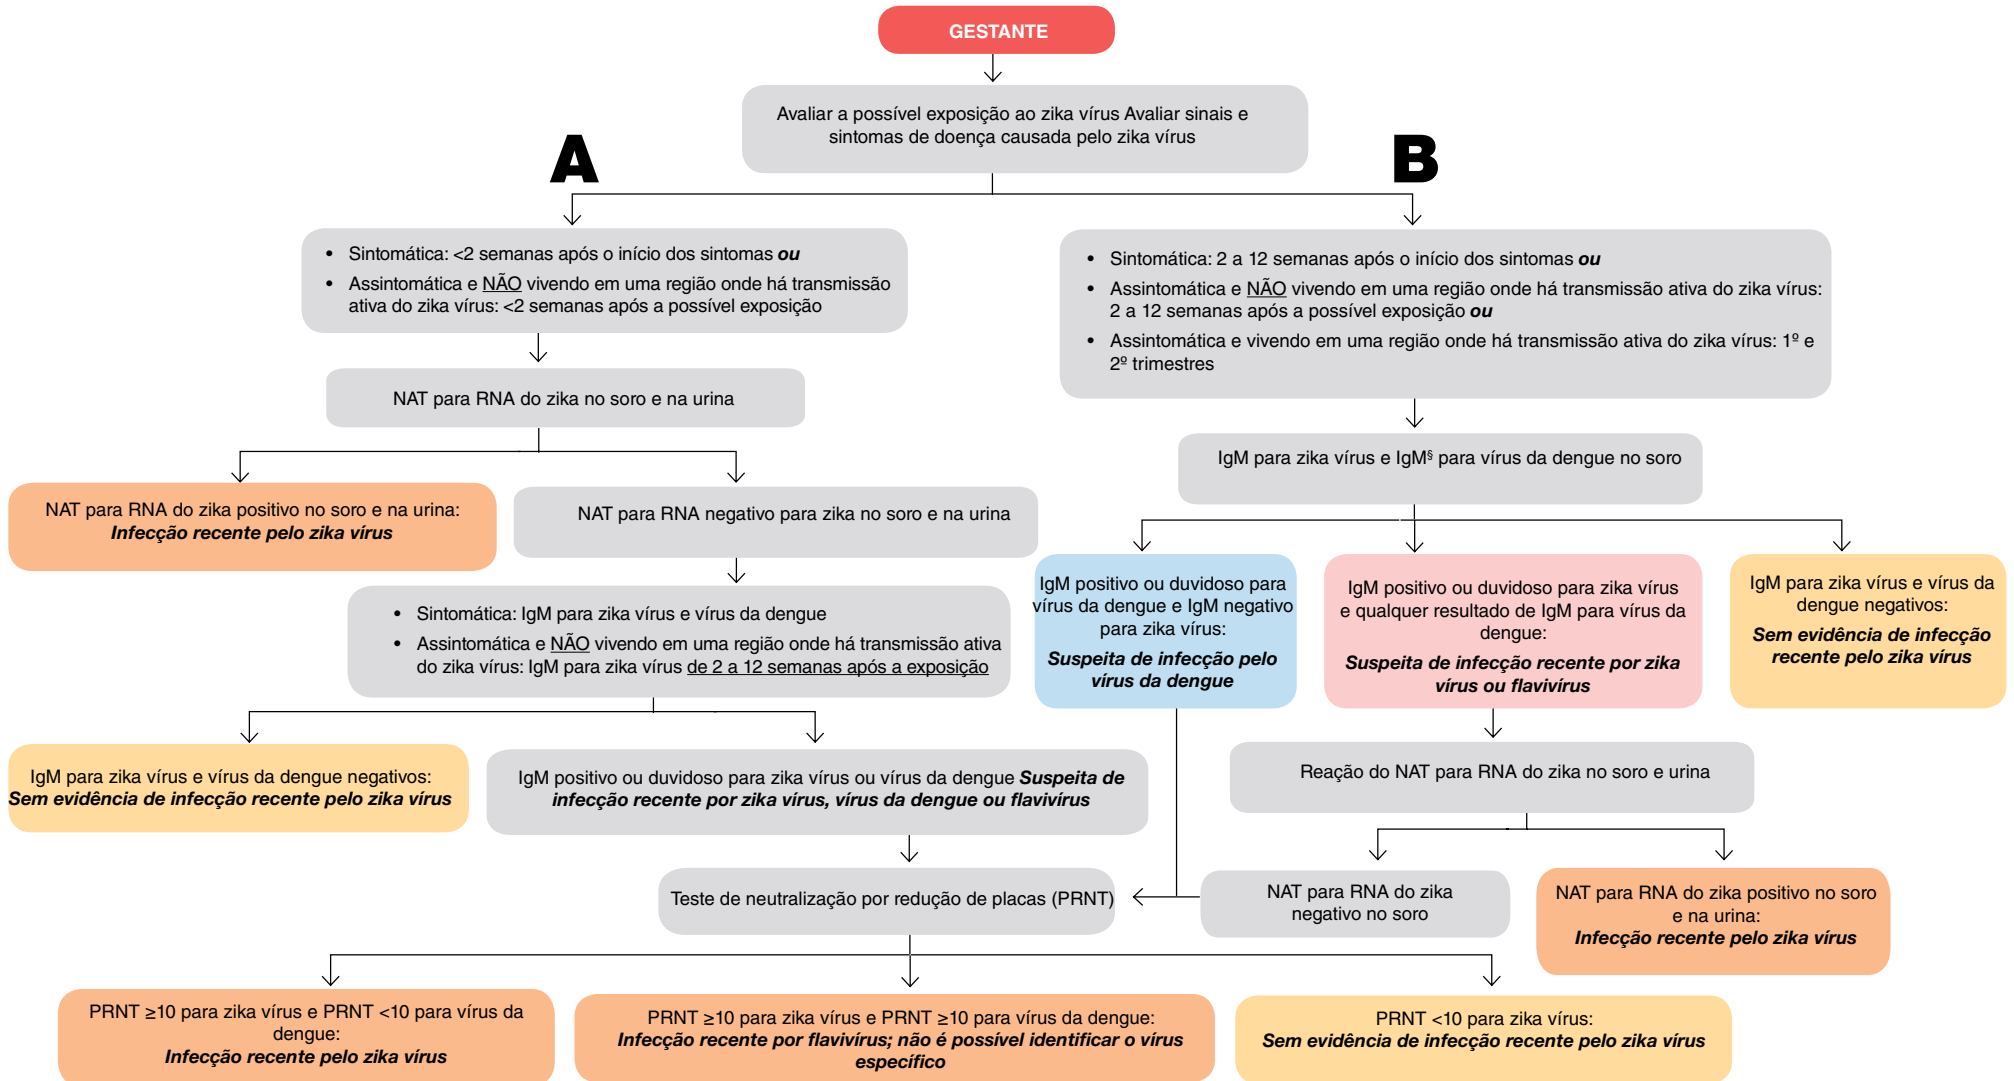 GESTANTE
Avaliar a possível exposição ao zika vírus Avaliar sinais e
sintomas de doença causada pelo zika vírus
A
B
• Sintomática: <2 semanas após o início dos sintomas ou
• Assintomática e NÃO vivendo em uma região onde há transmissão
ativa do zika vírus: <2 semanas após a possível exposição
• Sintomática: 2 a 12 semanas após o início dos sintomas ou
• Assintomática e NÃO vivendo em uma região onde há transmissão ativa do zika vírus:
2 a 12 semanas após a possível exposição ou
• Assintomática e vivendo em uma região onde há transmissão ativa do zika vírus: 1º e
2º trimestres
NAT para RNA do zika no soro e na urina
IgM para zika vírus e IgM§ para vírus da dengue no soro
NAT para RNA do zika positivo no soro e na urina:
Infecção recente pelo zika vírus
NAT para RNA negativo para zika no soro e na urina
• Sintomática: IgM para zika vírus e vírus da dengue
• Assintomática e NÃO vivendo em uma região onde há transmissão ativa
do zika vírus: IgM para zika vírus de 2 a 12 semanas após a exposição
IgM positivo ou duvidoso para
vírus da dengue e IgM negativo
para zika vírus:
Suspeita de infecção pelo
vírus da dengue
IgM positivo ou duvidoso para zika vírus
e qualquer resultado de IgM para vírus da
dengue:
Suspeita de infecção recente por zika
vírus ou flavivírus
IgM para zika vírus e vírus da
dengue negativos:
Sem evidência de infecção
recente pelo zika vírus
IgM para zika vírus e vírus da dengue negativos:
Sem evidência de infecção recente pelo zika vírus
IgM positivo ou duvidoso para zika vírus ou vírus da dengue Suspeita de
infecção recente por zika vírus, vírus da dengue ou flavivírus
Reação do NAT para RNA do zika no soro e urina
Teste de neutralização por redução de placas (PRNT)
NAT para RNA do zika
negativo no soro
NAT para RNA do zika positivo no soro
e na urina:
Infecção recente pelo zika vírus
PRNT ≥10 para zika vírus e PRNT <10 para vírus da
dengue:
Infecção recente pelo zika vírus
PRNT ≥10 para zika vírus e PRNT ≥10 para vírus da dengue:
Infecção recente por flavivírus; não é possível identificar o vírus
específico
PRNT <10 para zika vírus:
Sem evidência de infecção recente pelo zika vírus